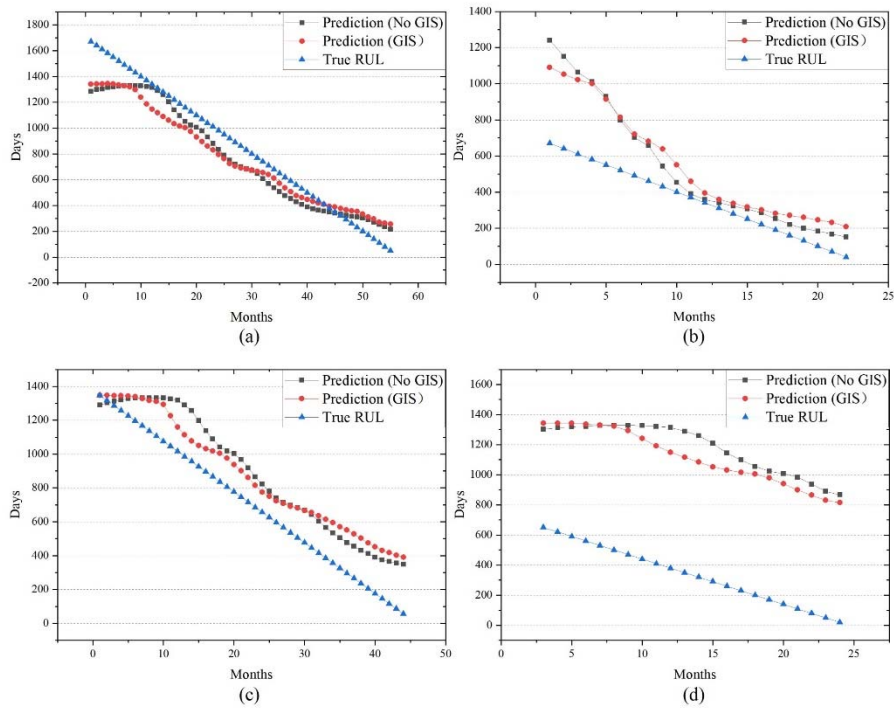 1800
1600
1400
1200
1000
800
600
400
200
0
-200
Days
Prediction (No GIS)
Prediction (GIS）
True RUL
0 10 20 30 40 50 60
Months
(a)
1400
1200
1000
800
600
400
200
0
Days
Prediction (No GIS)
Prediction (GIS）
True RUL
0 5 10 15 20 25
Months
(b)
1400
1200
1000
800
600
400
200
0
Days
Prediction (No GIS)
Prediction (GIS）
True RUL
0 10 20 30 40 50
Months
(c)
1600
1400
1200
1000
800
600
400
200
0
Days
Prediction (No GIS)
Prediction (GIS）
True RUL
0 5 10 15 20 25
Months
(d)